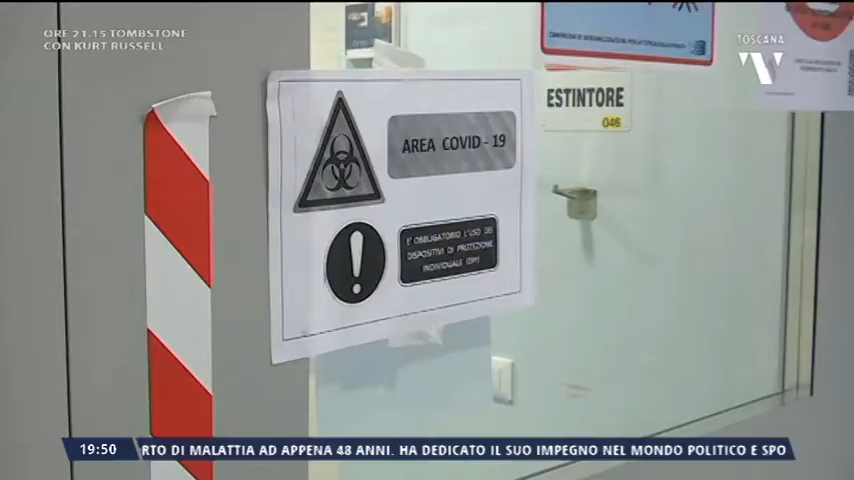 ORE 21.15 TOMBSTONE
CON KURT RUSSELL
TOSCANA
ESTINTORE
046
AREA COVID - 19
E' OBBLIGATORIO L'USO DEI
DISPOSITIVI DI PROTEZIONE
INDIVIDUALE (DPI)
19:50
RTO DI MALATTIA AD APPENA 48 ANNI. HA DEDICATO IL SUO IMPEGNO NEL MONDO POLITICO E SPO